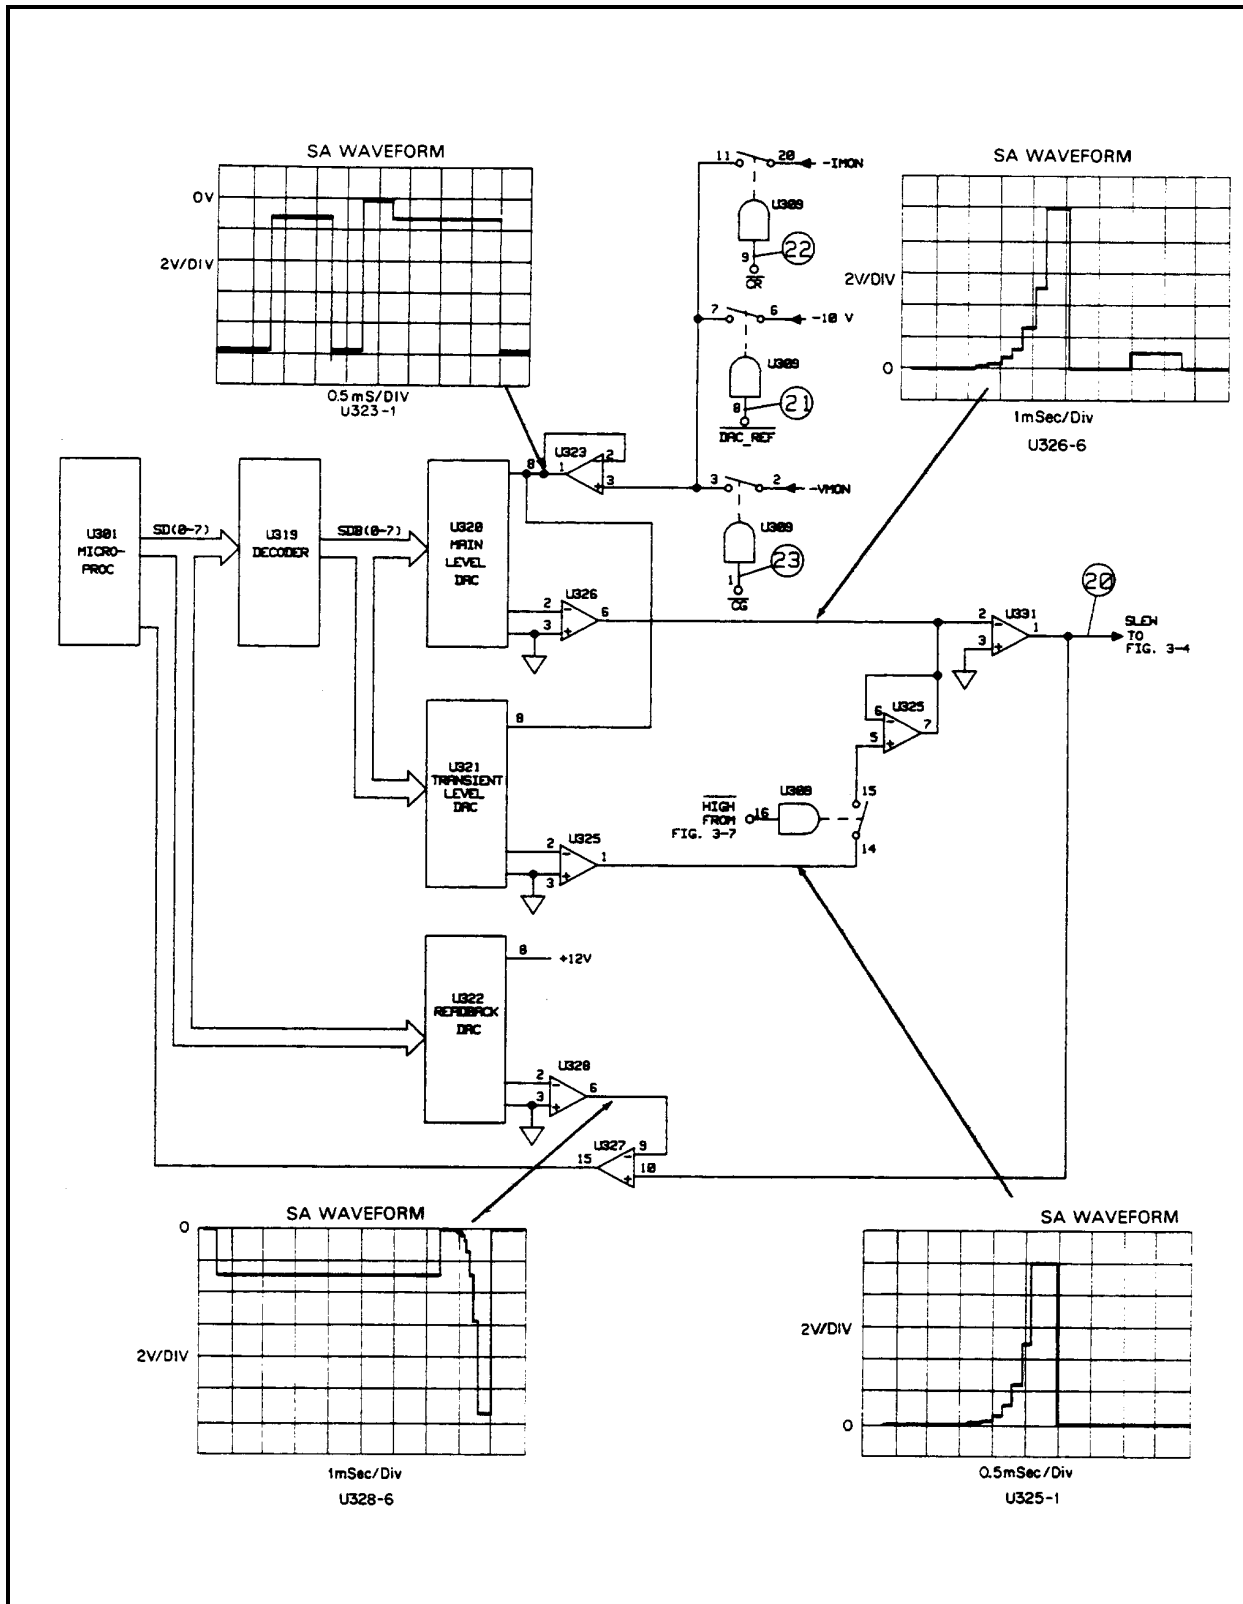 SA WAVEFORM
0V
2V/DIV
0.5mS/DIV
U323-1
11
20
-IMON
U309
22
9
CR
7
6
-10 V
U309
21
8
DAC_REF
3
2
-VMON
U309
23
1
CG
SA WAVEFORM
2V/DIV
0
1mSec/Div
U326-6
U301
MICRO-
PROC
SD(0-7)
U319
DECODER
SDB(0-7)
U320
MAIN
LEVEL
DAC
8
U323
1
2
-
3
+
U326
2
-
3
+
6
U331
2
-
3
+
1
20
SLEW
TO
FIG. 3-4
U325
6
-
5
+
7
U321
TRANSIENT
LEVEL
DAC
8
HIGH
FROM
FIG. 3-7
16
U308
15
14
U325
2
-
3
+
1
U322
READBACK
DAC
8
+12V
U328
2
-
3
+
6
U327
15
9
-
10
+
SA WAVEFORM
0
2V/DIV
1mSec/Div
U328-6
SA WAVEFORM
2V/DIV
0
0.5mSec/Div
U325-1